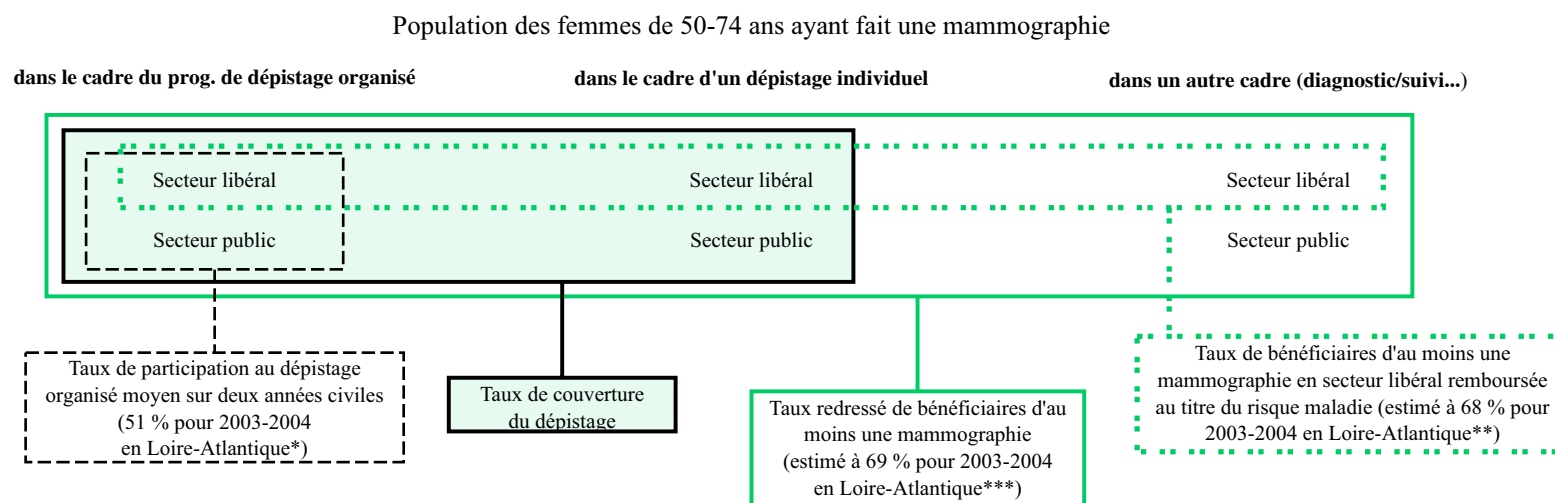 Population des femmes de 50-74 ans ayant fait une mammographie
dans le cadre du prog. de dépistage organisé
dans le cadre d'un dépistage individuel
dans un autre cadre (diagnostic/suivi...)
Secteur libéral
Secteur libéral
Secteur libéral
Secteur public
Secteur public
Secteur public
Taux de participation au dépistage
organisé moyen sur deux années civiles
(51 % pour 2003-2004
en Loire-Atlantique*)
Taux de couverture
du dépistage
Taux redressé de bénéficiaires d'au
moins une mammographie
(estimé à 69 % pour 2003-2004
en Loire-Atlantique***)
Taux de bénéficiaires d'au moins une
mammographie en secteur libéral remboursée
au titre du risque maladie (estimé à 68 % pour
2003-2004 en Loire-Atlantique**)